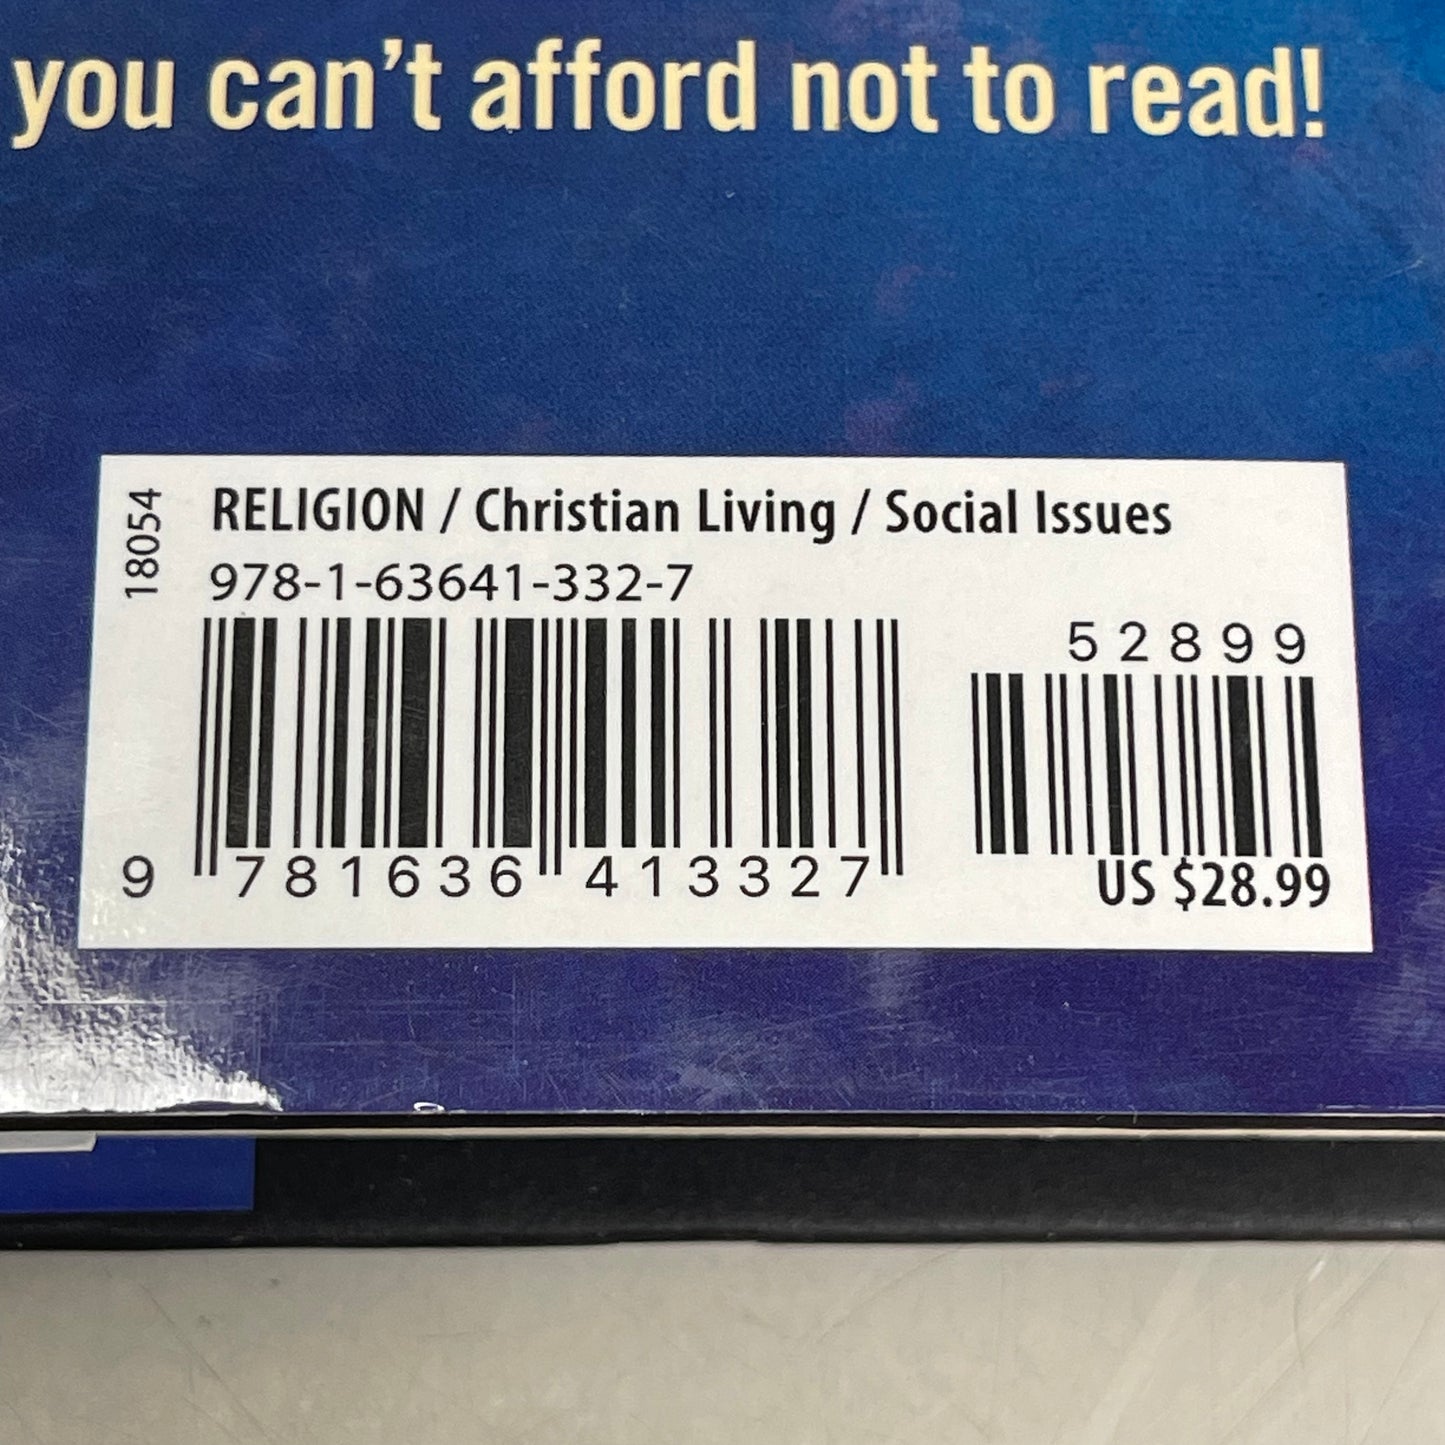 you can't afford not to read!
18054
RELIGION / Christian Living / Social Issues
978-1-63641-332-7
52899
9 781636 413327
US $28.99